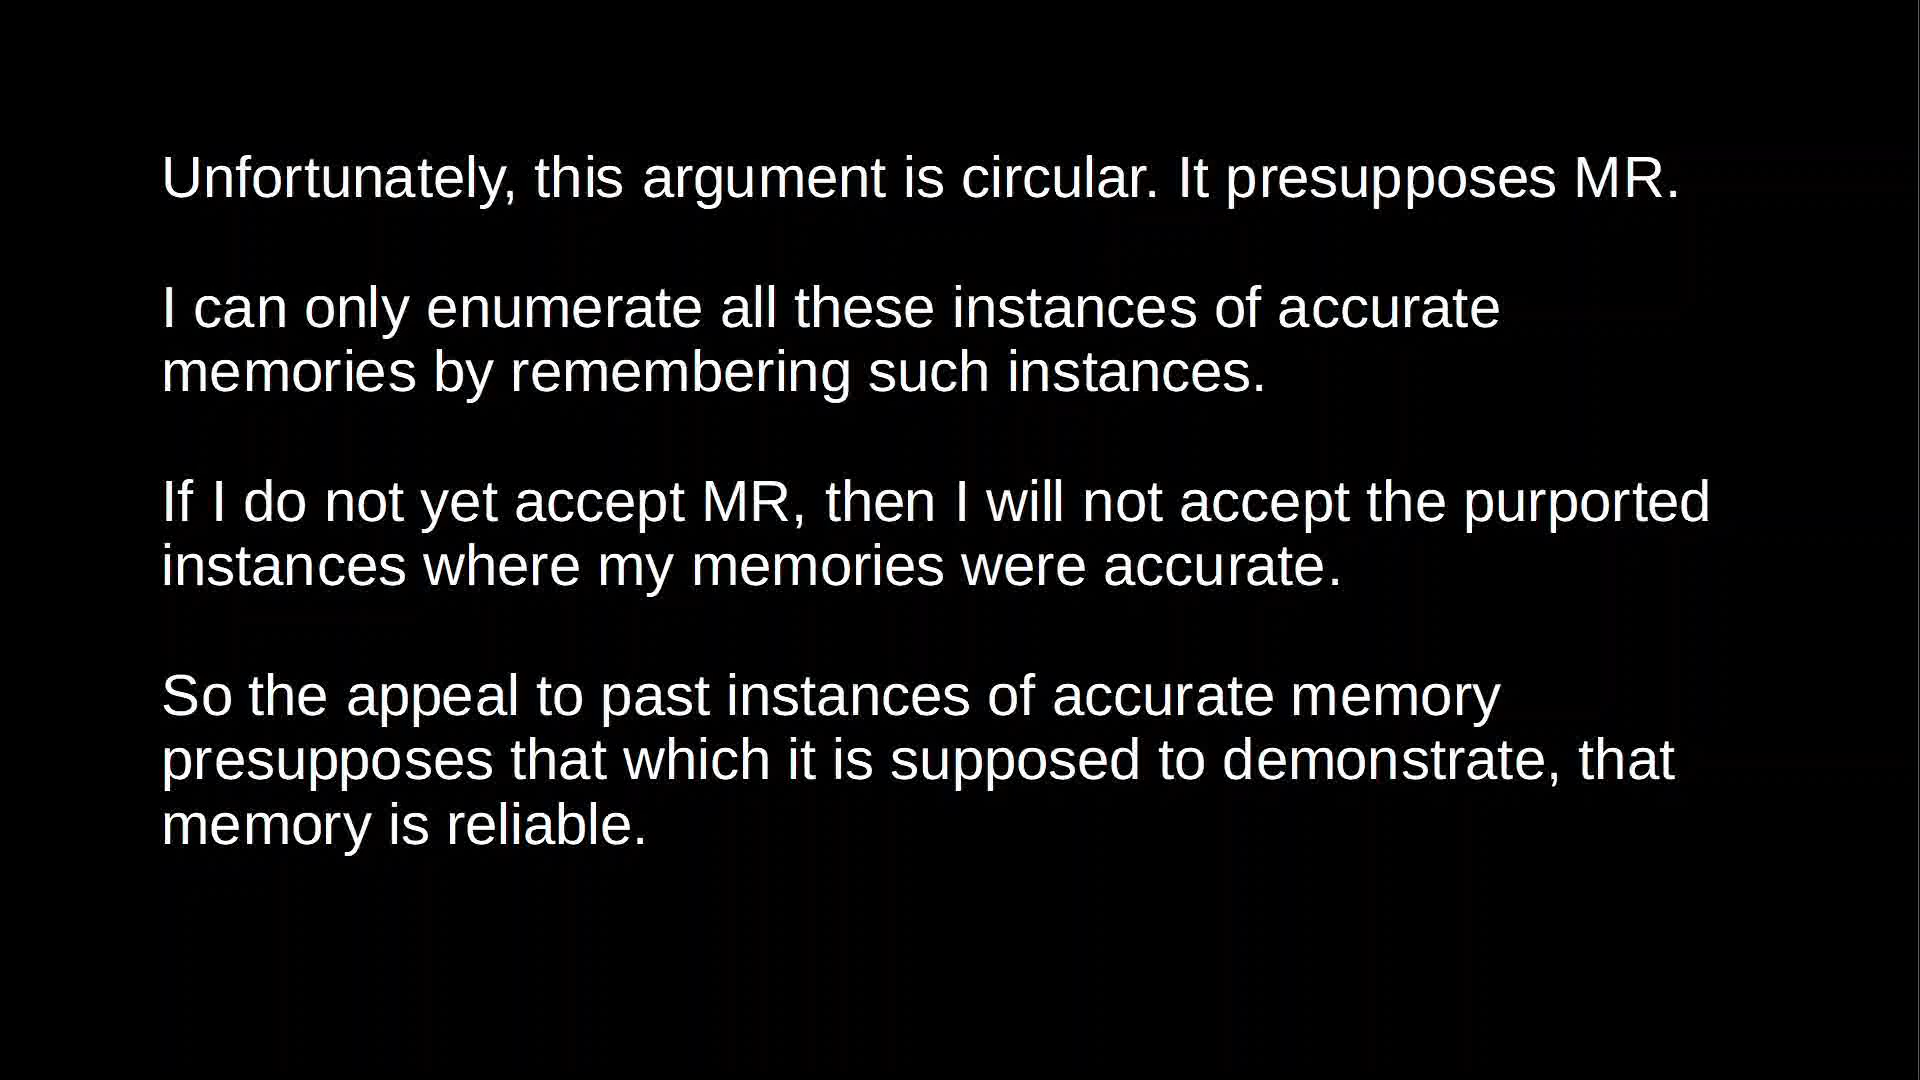 Unfortunately, this argument is circular. It presupposes MR.
I can only enumerate all these instances of accurate
memories by remembering such instances.
If I do not yet accept MR, then I will not accept the purported
instances where my memories were accurate.
So the appeal to past instances of accurate memory
presupposes that which it is supposed to demonstrate, that
memory is reliable.